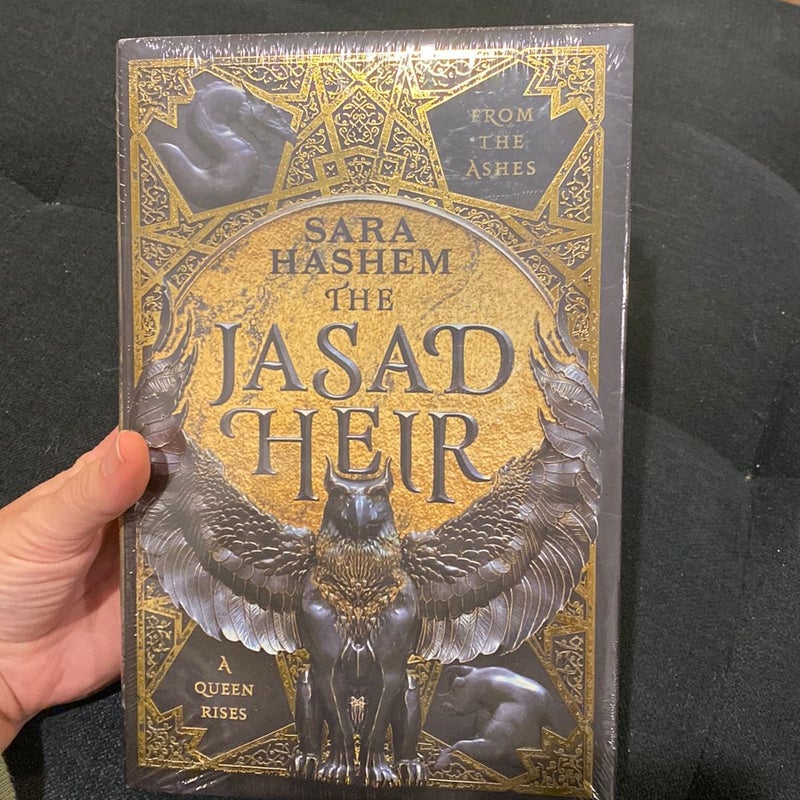 FROM
THE
ASHES
SARA
HASHEM
THE
JASAD
HEIR
A
QUEEN
RISES